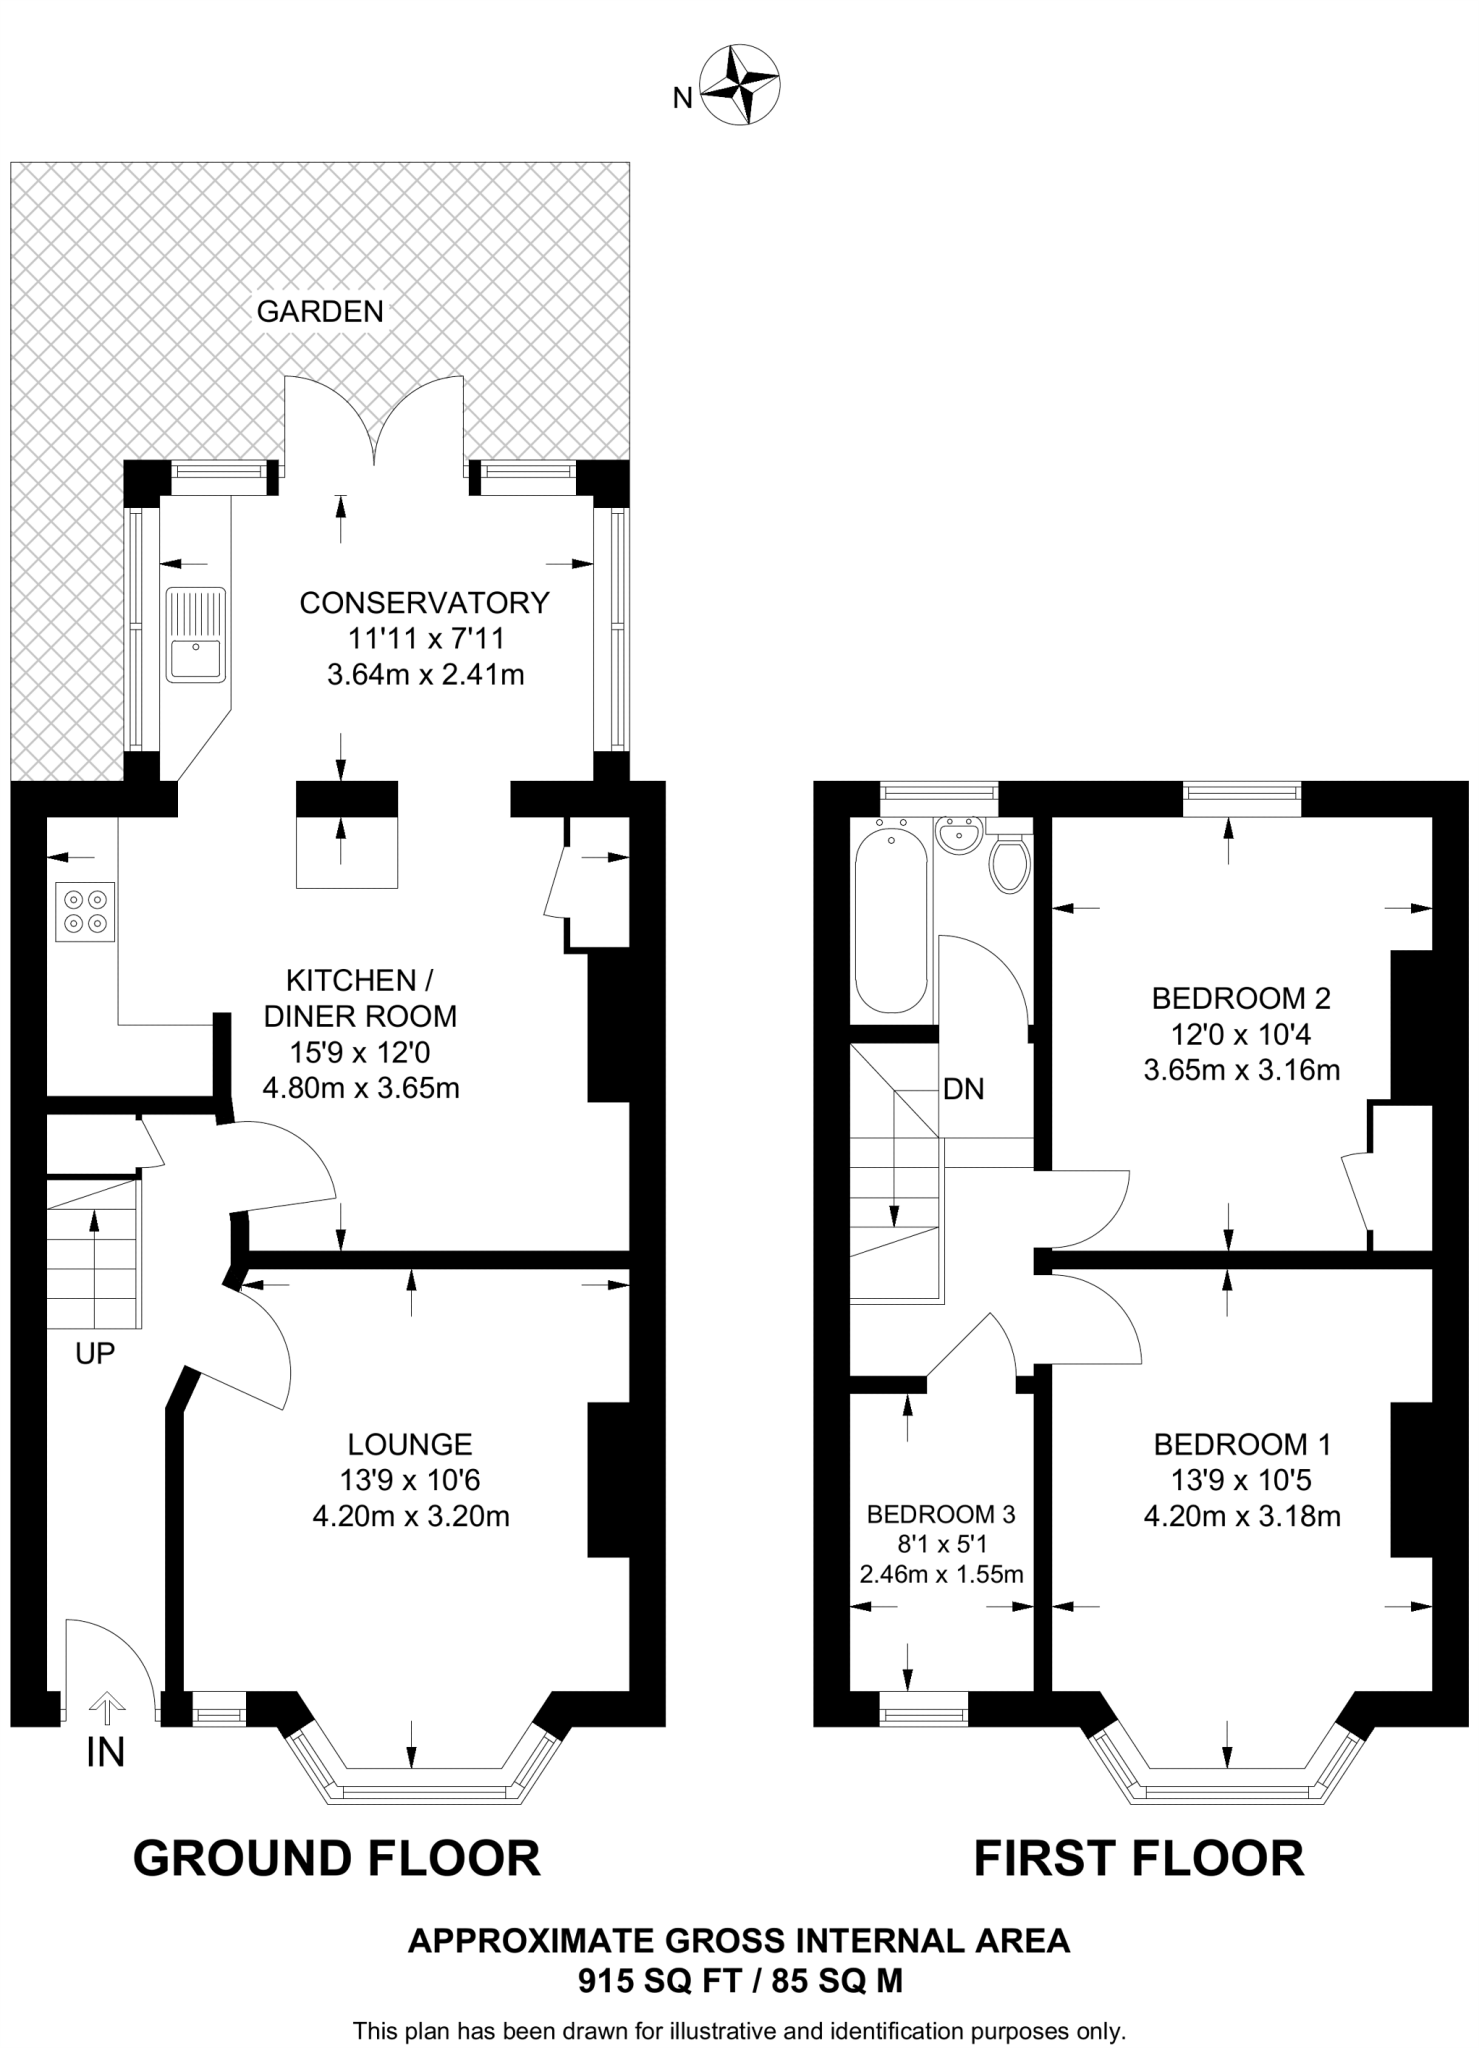 N
GARDEN
CONSERVATORY
11'11 x 7'11
3.64m x 2.41m
KITCHEN /
DINER ROOM
15'9 x 12'0
4.80m x 3.65m
UP
LOUNGE
13'9 x 10'6
4.20m x 3.20m
IN
GROUND FLOOR
BEDROOM 2
12'0 x 10'4
3.65m x 3.16m
DN
BEDROOM 1
13'9 x 10'5
4.20m x 3.18m
BEDROOM 3
8'1 x 5'1
2.46m x 1.55m
FIRST FLOOR
APPROXIMATE GROSS INTERNAL AREA
915 SQ FT / 85 SQ M
This plan has been drawn for illustrative and identification purposes only.